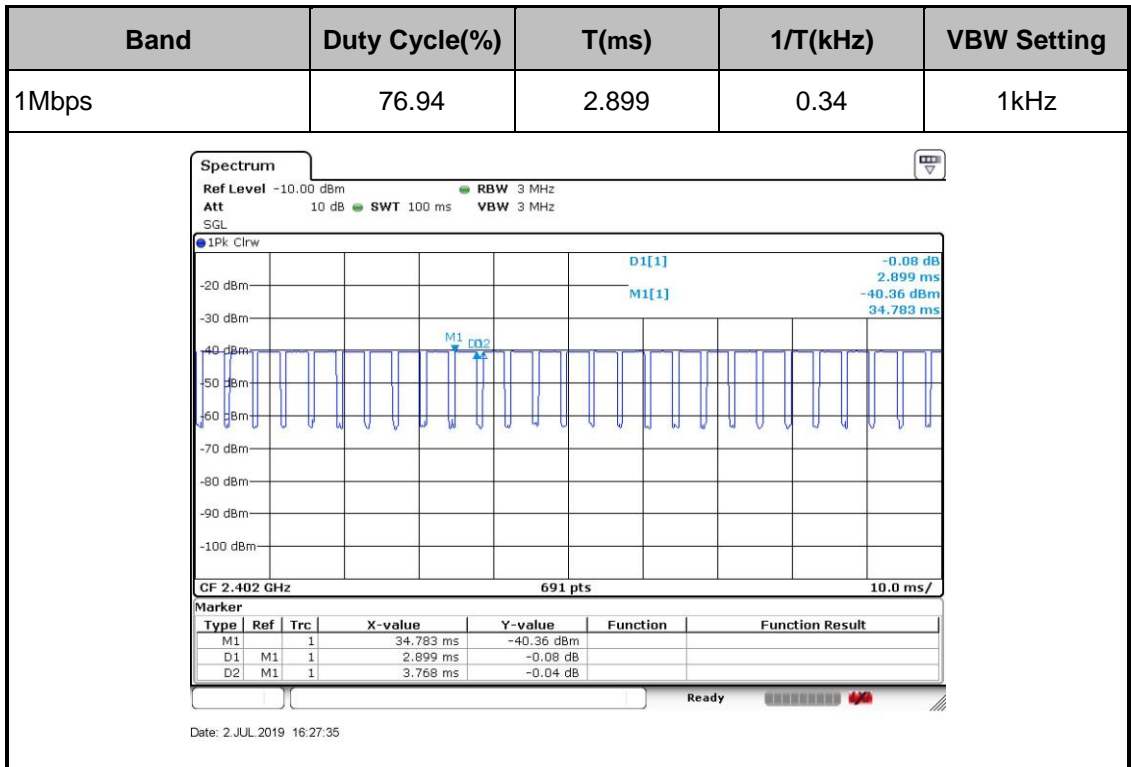 Band Duty Cycle(%) T(ms) 1/T(kHz) VBW Setting
1Mbps 76.94 2.899 0.34 1kHz
Spectrum
Ref Level -10.00 dBm RBW 3 MHz
Att 10 dB SWT 100 ms VBW 3 MHz
SGL
1Pk Clrw
D1[1] -0.08 dB
2.899 ms
-20 dBm
M1[1] -40.36 dBm
34.783 ms
-30 dBm
M1
D2
-40 dBm
-50 dBm
-60 dBm
-70 dBm
-80 dBm
-90 dBm
-100 dBm
CF 2.402 GHz 691 pts 10.0 ms/
Marker
Type Ref Trc X-value Y-value Function Function Result
M1 1 34.783 ms -40.36 dBm
D1 M1 1 2.899 ms -0.08 dB
D2 M1 1 3.768 ms -0.04 dB
Ready
Date: 2.JUL.2019 16:27:35